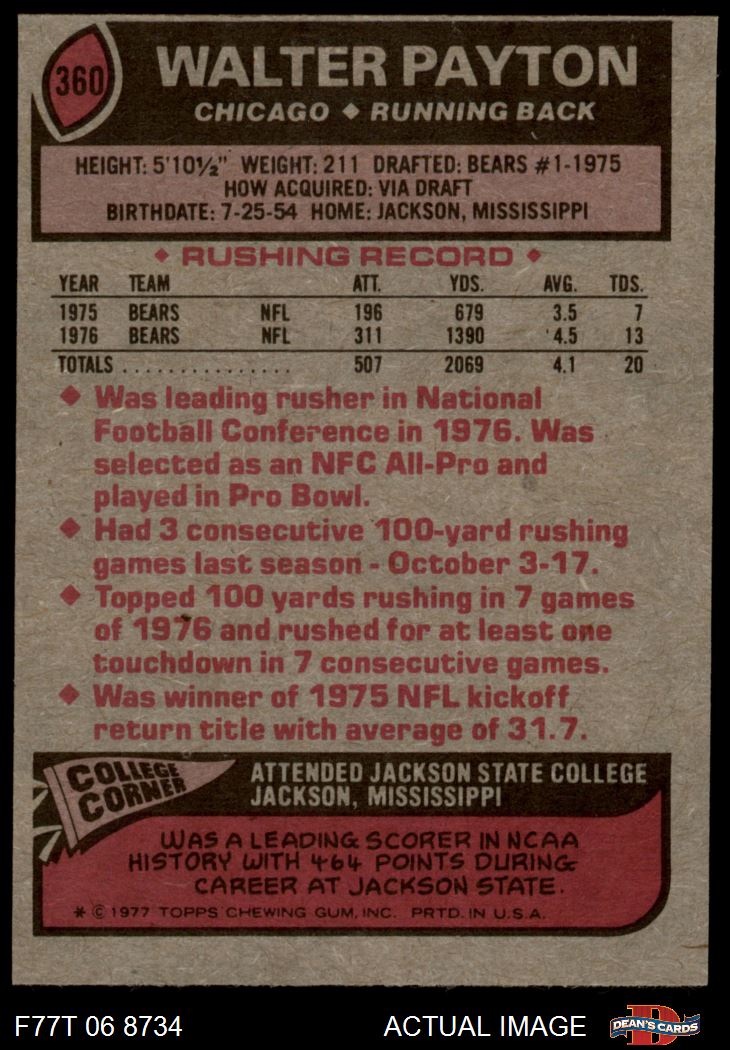 360
WALTER PAYTON
CHICAGO ◆ RUNNING BACK
HEIGHT: 5'10½" WEIGHT: 211 DRAFTED: BEARS #1-1975
HOW ACQUIRED: VIA DRAFT
BIRTHDATE: 7-25-54 HOME: JACKSON, MISSISSIPPI
◆ RUSHING RECORD ◆
YEAR TEAM ATT. YDS. AVG. TDS.
1975 BEARS NFL 196 679 3.5 7
1976 BEARS NFL 311 1390 4.5 13
TOTALS . . . . . . . . . . . . . . . 507 2069 4.1 20
◆ Was leading rusher in National
Football Conference in 1976. Was
selected as an NFC All-Pro and
played in Pro Bowl.
◆ Had 3 consecutive 100-yard rushing
games last season - October 3-17.
◆ Topped 100 yards rushing in 7 games
of 1976 and rushed for at least one
touchdown in 7 consecutive games.
◆ Was winner of 1975 NFL kickoff
return title with average of 31.7.
COLLEGE
CORNER
ATTENDED JACKSON STATE COLLEGE
JACKSON, MISSISSIPPI
WAS A LEADING SCORER IN NCAA
HISTORY WITH 464 POINTS DURING
CAREER AT JACKSON STATE.
* © 1977 TOPPS CHEWING GUM, INC. PRTD. IN U.S.A.
F77T 06 8734 ACTUAL IMAGE
D
DEAN'S CARDS